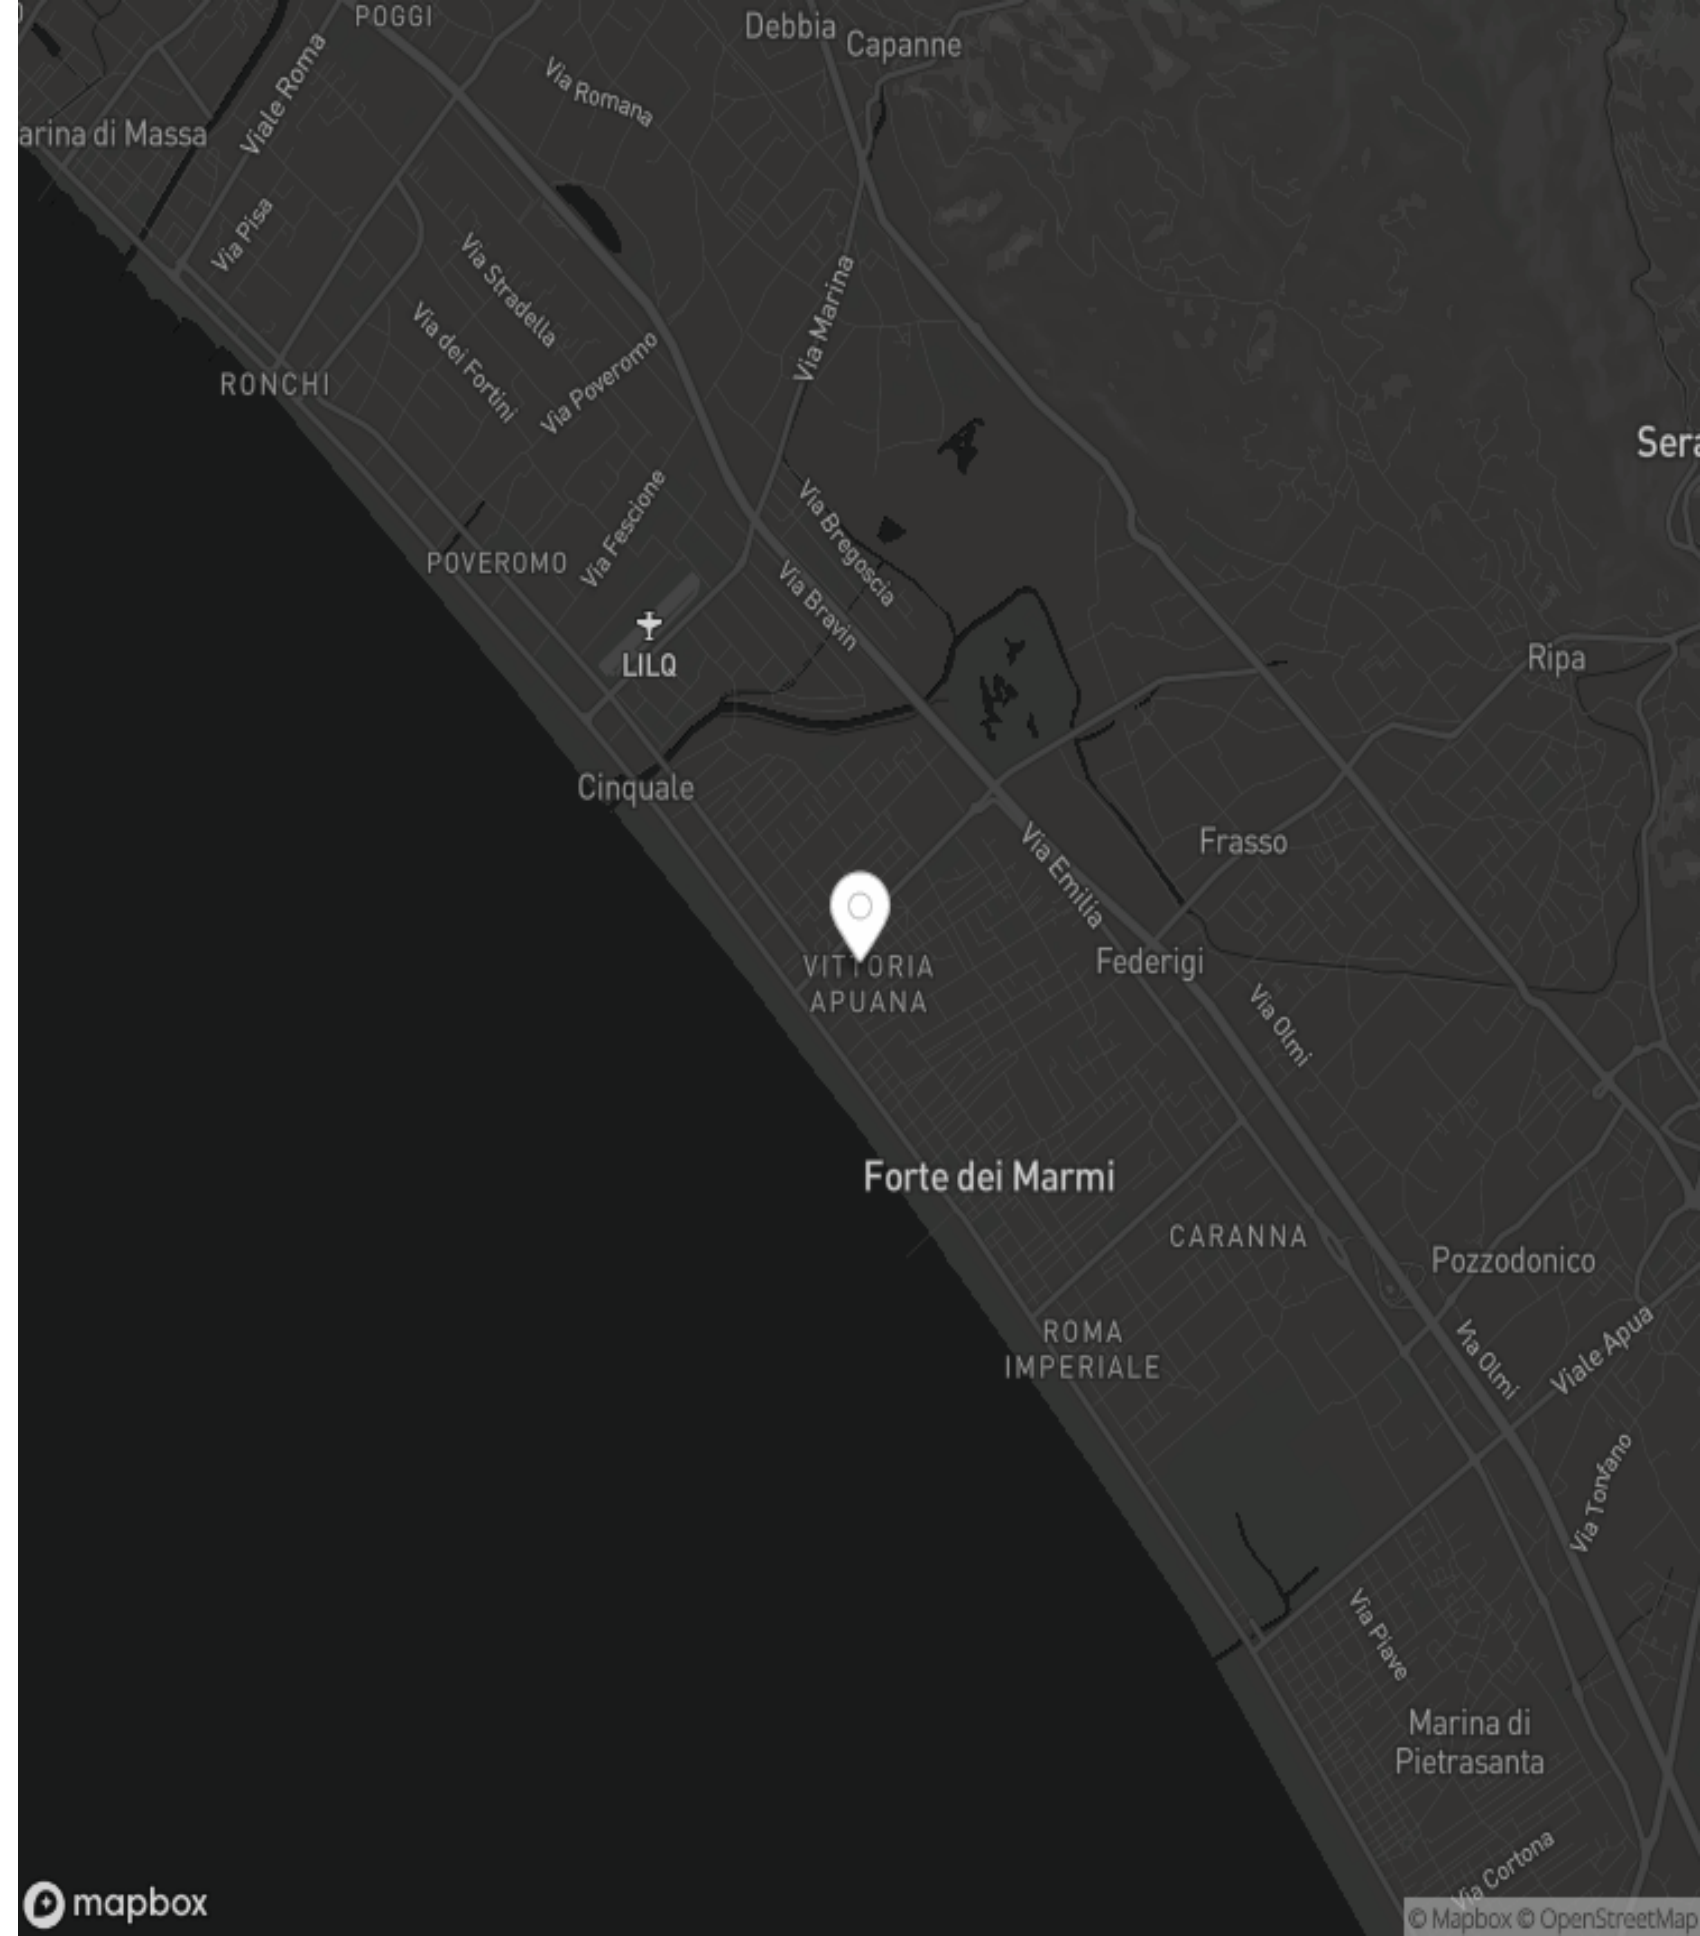 POGGI
Debbia
Capanne
Viale Roma
Via Romana
arina di Massa
Via Pisa
Via Stradella
Via Marina
Via dei Fortini
Via Poveromo
RONCHI
Sera
Via Fescione
Via Bregoscia
POVEROMO
Via Bravin
LILQ
Ripa
Cinquale
Frasso
Via Emilia
VITTORIA
APUANA
Federigi
Via Olmi
Forte dei Marmi
CARANNA
Pozzodonico
ROMA
IMPERIALE
Via Olmi
Viale Apua
Via Tonfano
Via Piave
Marina di
Pietrasanta
Via Cortona
mapbox
© Mapbox © OpenStreetMap